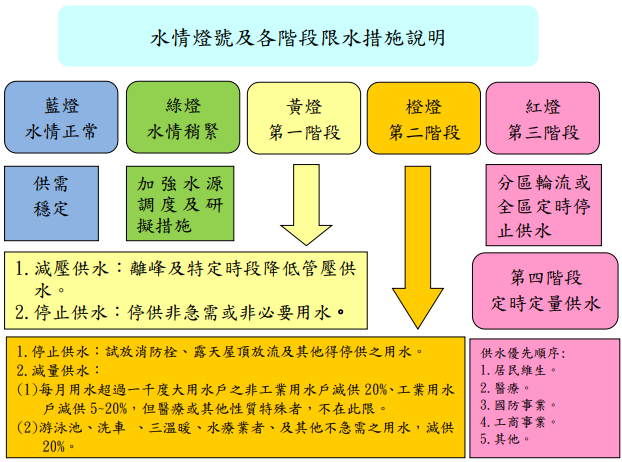 水情燈號及各階段限水措施說明
藍燈
水情正常
綠燈
水情稍緊
黃燈
第一階段
橙燈
第二階段
紅燈
第三階段
供需
穩定
加強水源
調度及研
擬措施
分區輪流或
全區定時停
止供水
1.減壓供水：離峰及特定時段降低管壓供
水。
2.停止供水：停供非急需或非必要用水。
第四階段
定時定量供水
1.停止供水：試放消防栓、露天屋頂放流及其他得停供之用水。
2.減量供水：
(1)每月用水超過一千度大用水戶之非工業用水戶減供 20%、工業用水
戶減供 5~20%，但醫療或其他性質特殊者，不在此限。
(2)游泳池、洗車 、三溫暖、水療業者、及其他不急需之用水，減供
20%。
供水優先順序:
1.居民維生。
2.醫療。
3.國防事業。
4.工商事業。
5.其他。